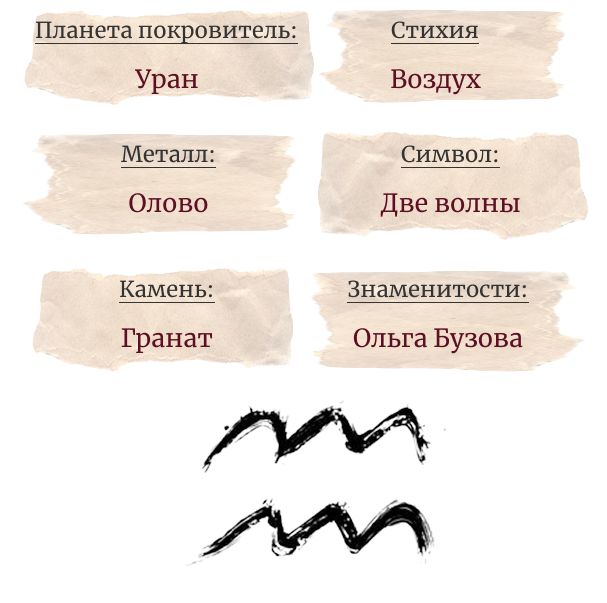 Планета покровитель:
Уран
Стихия
Воздух
Металл:
Олово
Символ:
Две волны
Камень:
Гранат
Знаменитости:
Ольга Бузова